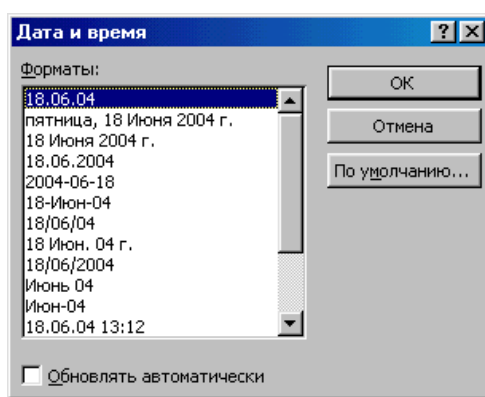 Дата и время
Форматы:
18.06.04
пятница, 18 Июня 2004 г.
18 Июня 2004 г.
18.06.2004
2004-06-18
18-Июн-04
18/06/04
18 Июн. 04 г.
18/06/2004
Июнь 04
Июн-04
18.06.04 13:12
ОК
Отмена
По умолчанию...
Обновлять автоматически